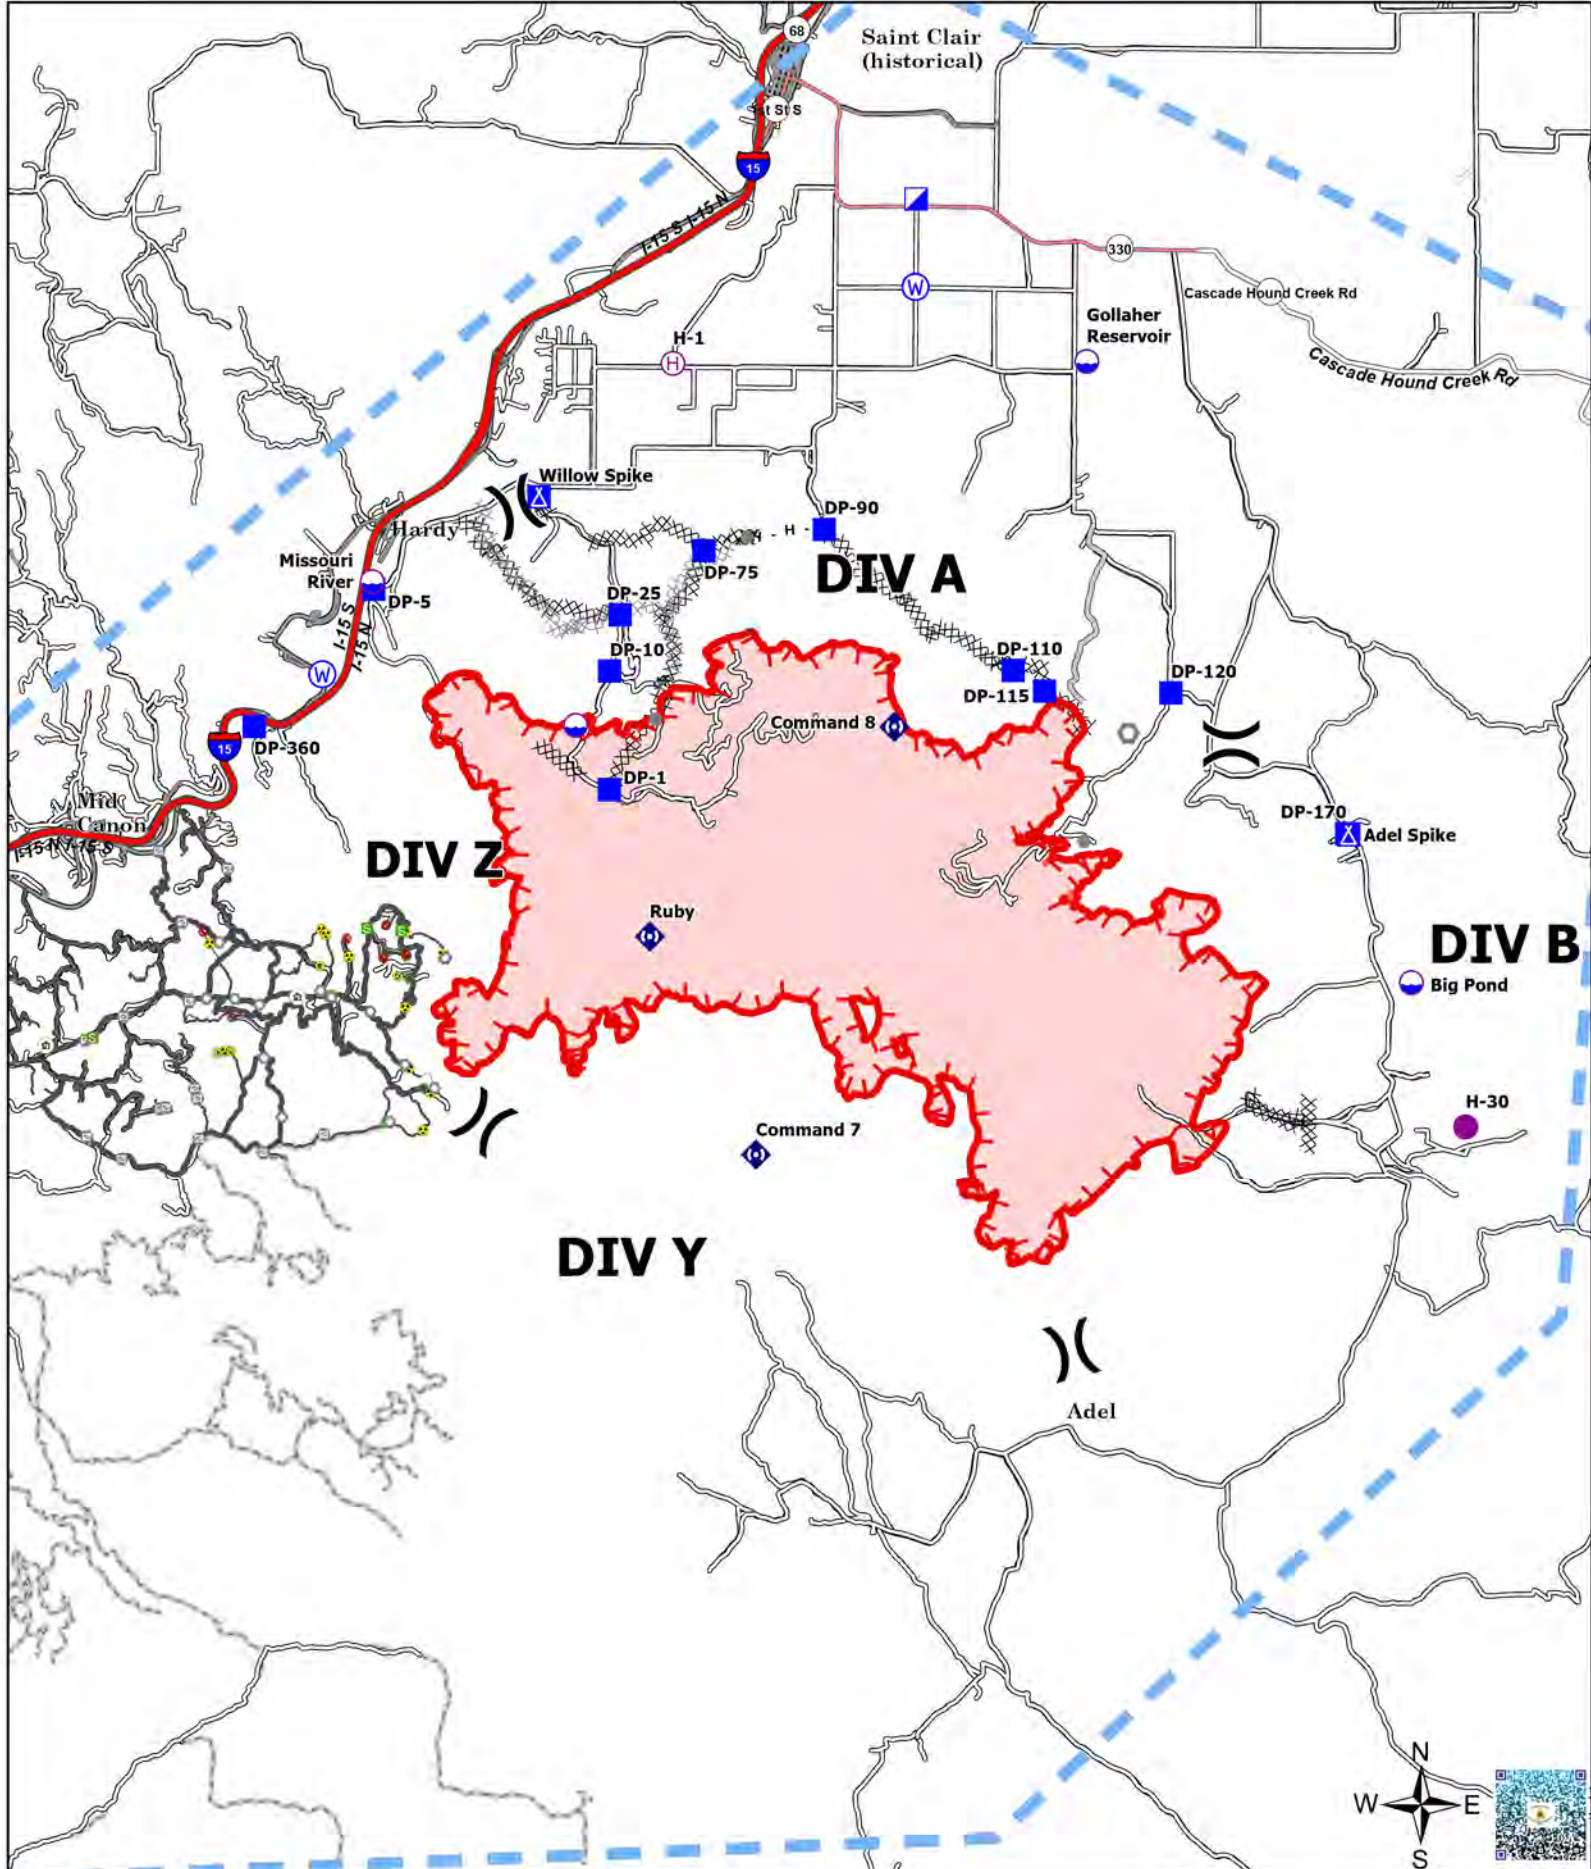 68
Saint Clair
(historical)
1st St S
15
I-15 S I-15 N
330
Cascade Hound Creek Rd
W
Gollaher
Reservoir
H-1
H
Cascade Hound Creek Rd
Willow Spike
DP-90
H
Hardy
DP-75
DIV A
Missouri
River
DP-5
DP-25
I-15 S
I-15 N
DP-10
DP-110
DP-115
DP-120
W
Command 8
15
DP-360
DP-1
Mid
Canon
I-15 N I-15 S
DP-170
Adel Spike
DIV Z
Ruby
DIV B
Big Pond
S
S
S
H-30
Command 7
DIV Y
Adel
N
W
E
S